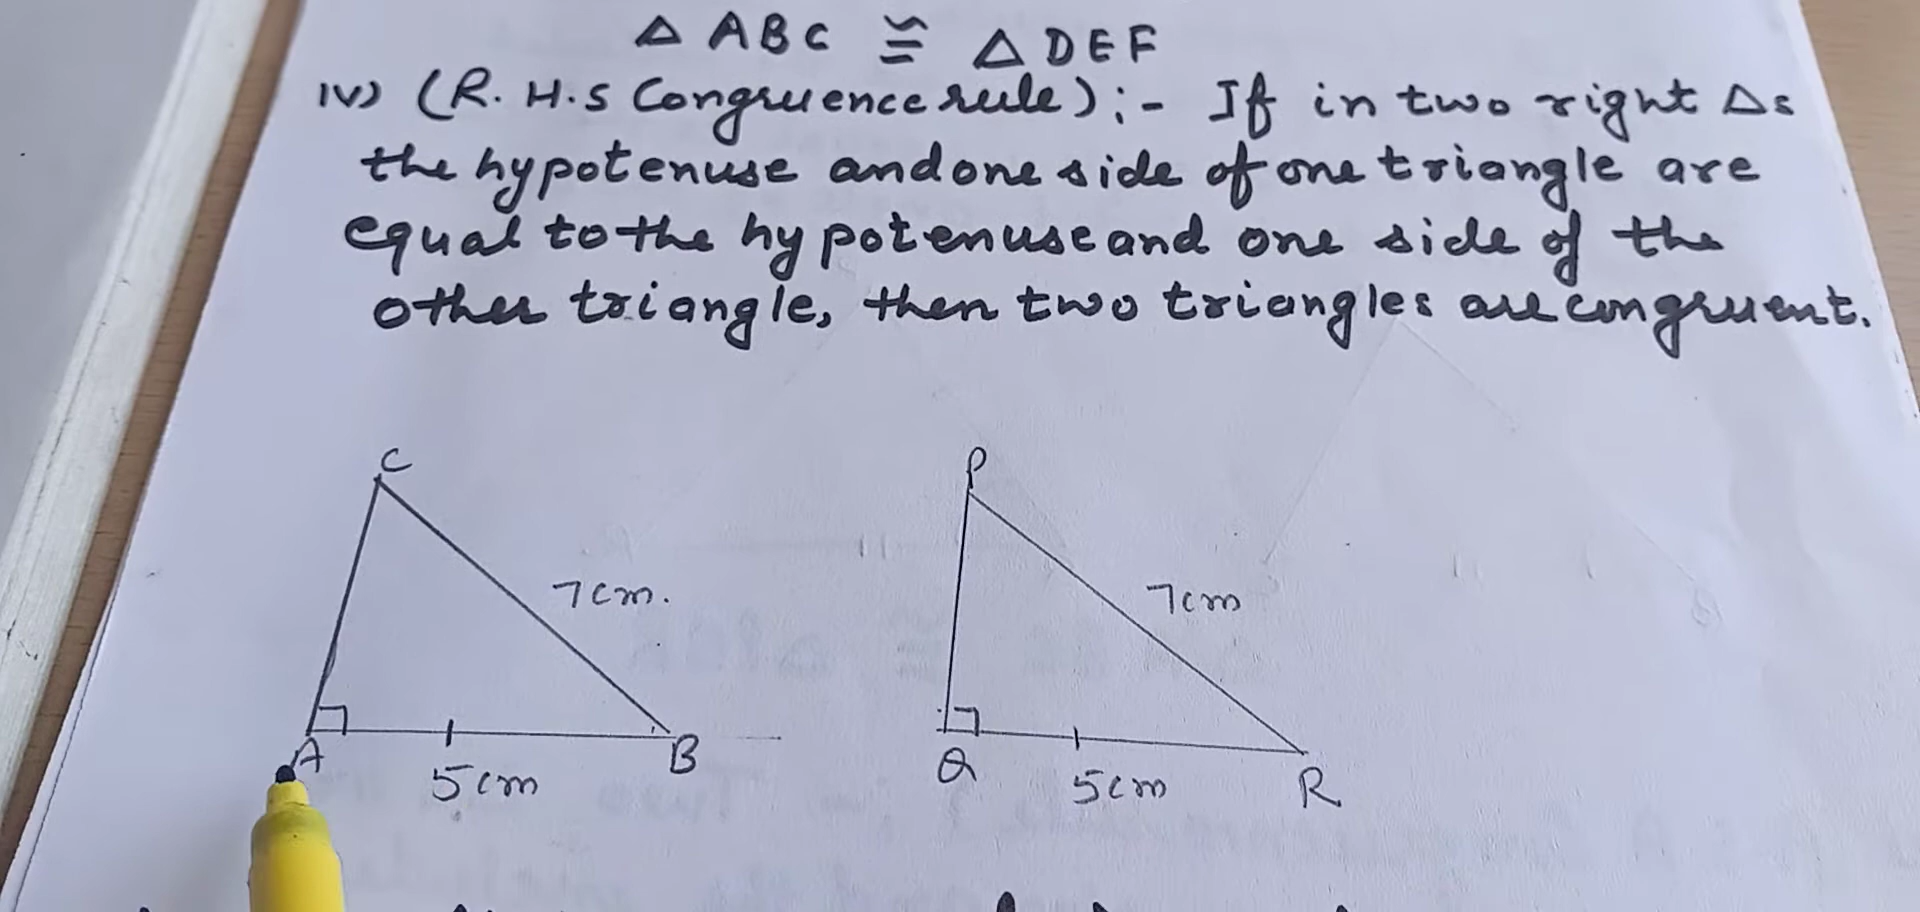 △ ABC ≅ △DEF
iv) (R.H.S Congruence rule) :- If in two right △s
the hypotenuse and one side of one triangle are
equal to the hypotenuse and one side of the
other triangle, then two triangles are congruent.
C
P
7cm.
7cm
A
5cm
B
Q
5cm
R